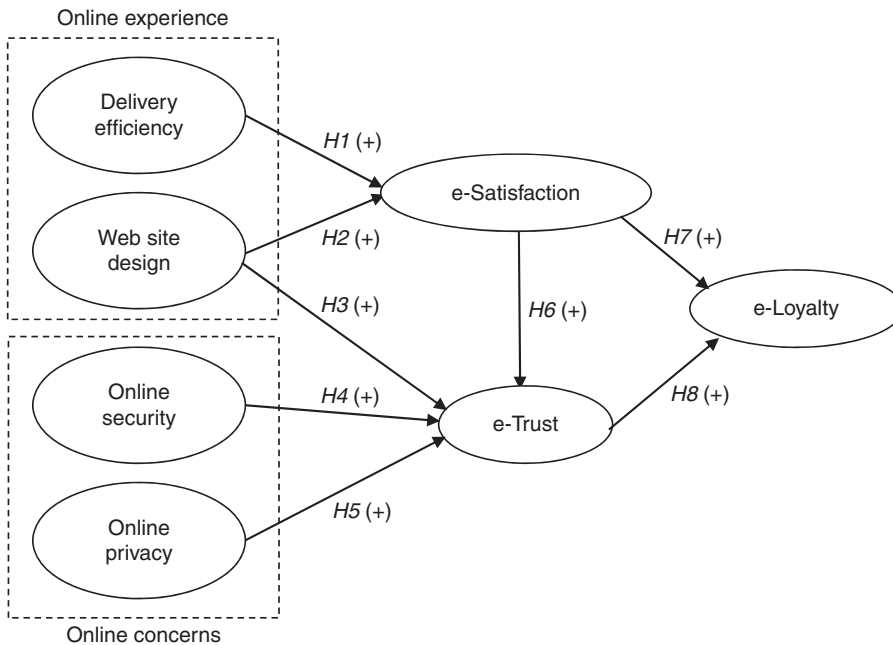 Online experience
Delivery
efficiency
H1 (+)
e-Satisfaction
Web site
design
H2 (+)
H7 (+)
H3 (+)
H6 (+)
e-Loyalty
Online
security
H4 (+)
e-Trust
H8 (+)
H5 (+)
Online
privacy
Online concerns